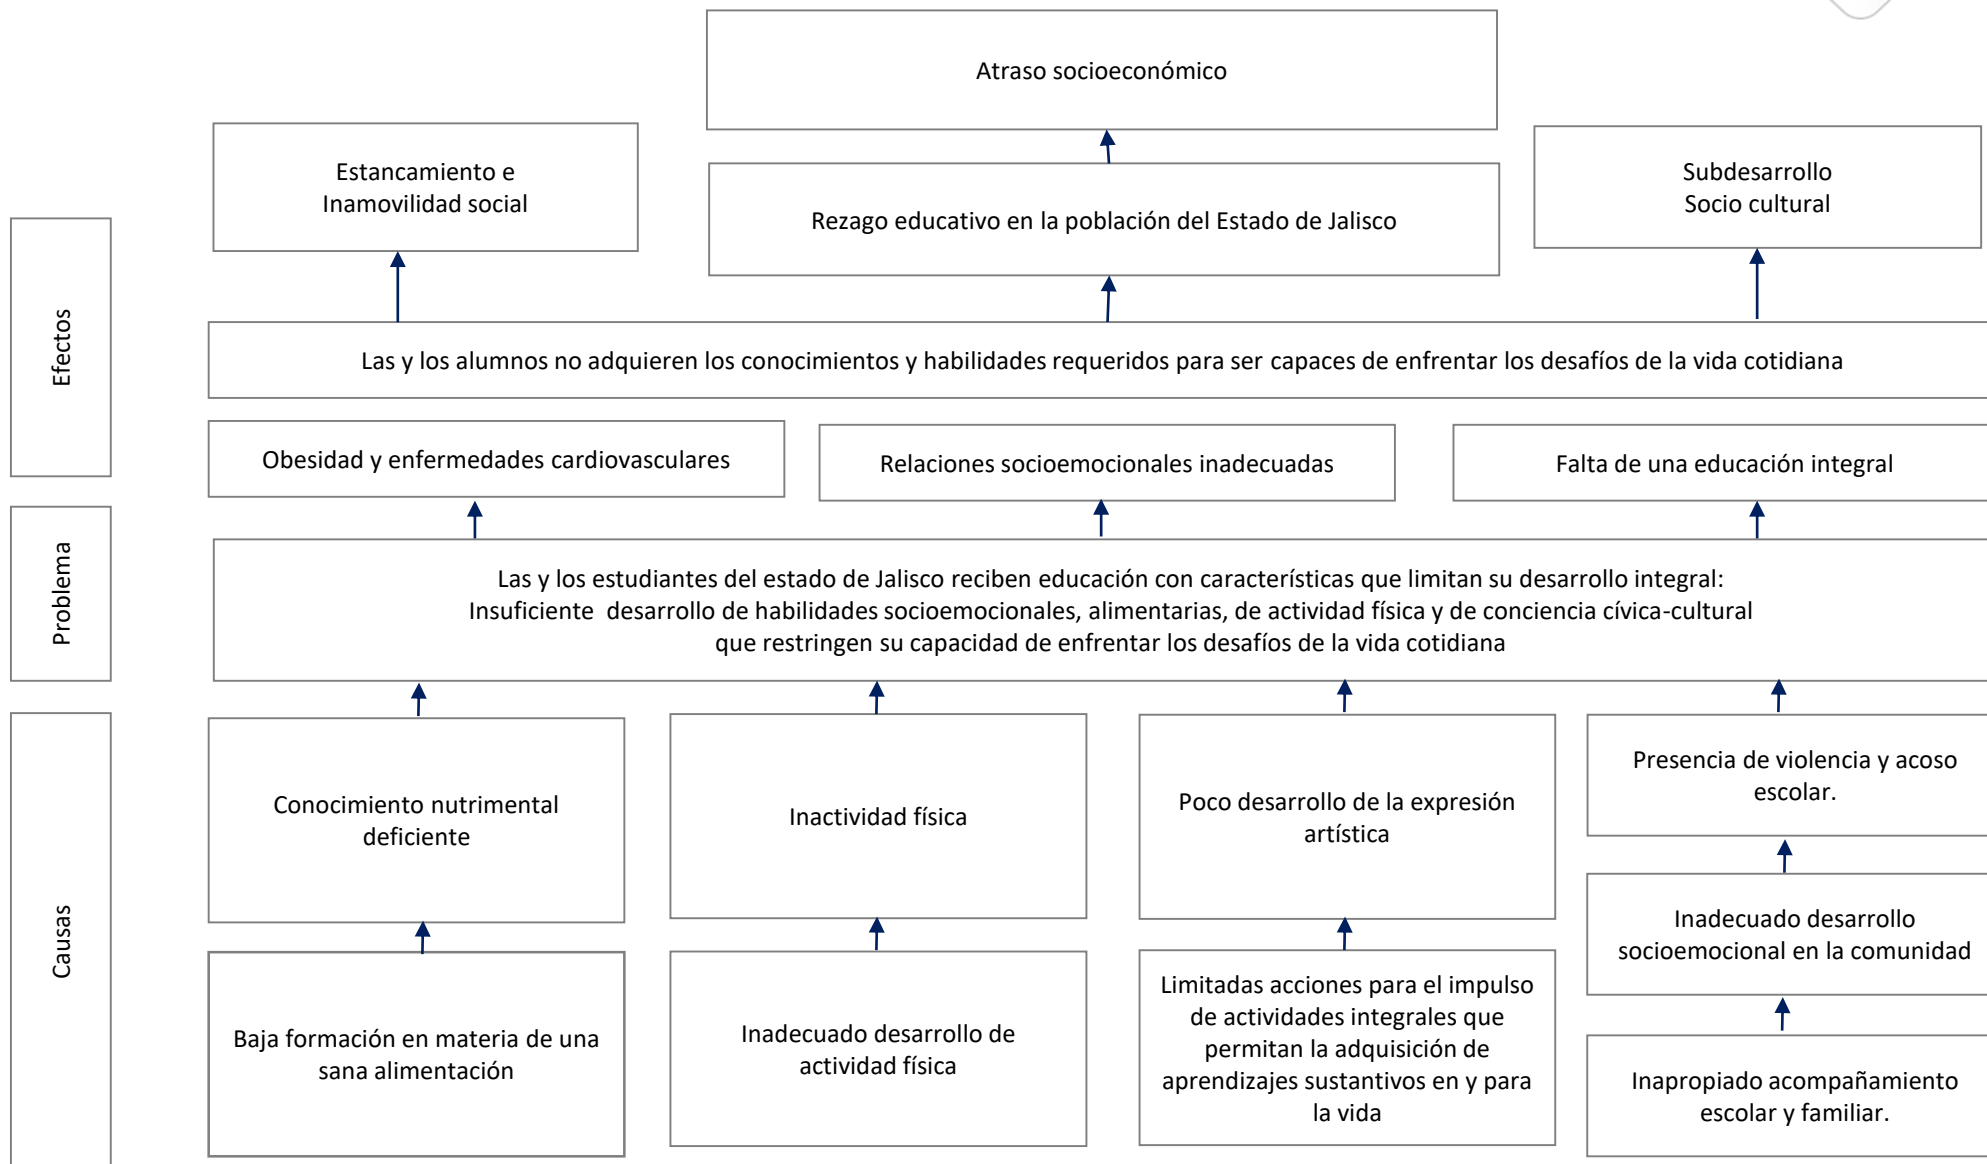 Atraso socioeconómico
Estancamiento e
Inamovilidad social
Rezago educativo en la población del Estado de Jalisco
Subdesarrollo
Socio cultural
Efectos
Las y los alumnos no adquieren los conocimientos y habilidades requeridos para ser capaces de enfrentar los desafíos de la vida cotidiana
Obesidad y enfermedades cardiovasculares
Relaciones socioemocionales inadecuadas
Falta de una educación integral
Problema
Las y los estudiantes del estado de Jalisco reciben educación con características que limitan su desarrollo integral:
Insuficiente  desarrollo de habilidades socioemocionales, alimentarias, de actividad física y de conciencia cívica-cultural
que restringen su capacidad de enfrentar los desafíos de la vida cotidiana
Causas
Conocimiento nutrimental
deficiente
Inactividad física
Poco desarrollo de la expresión
artística
Presencia de violencia y acoso
escolar.
Inadecuado desarrollo
socioemocional en la comunidad
Baja formación en materia de una
sana alimentación
Inadecuado desarrollo de
actividad física
Limitadas acciones para el impulso
de actividades integrales que
permitan la adquisición de
aprendizajes sustantivos en y para
la vida
Inapropiado acompañamiento
escolar y familiar.